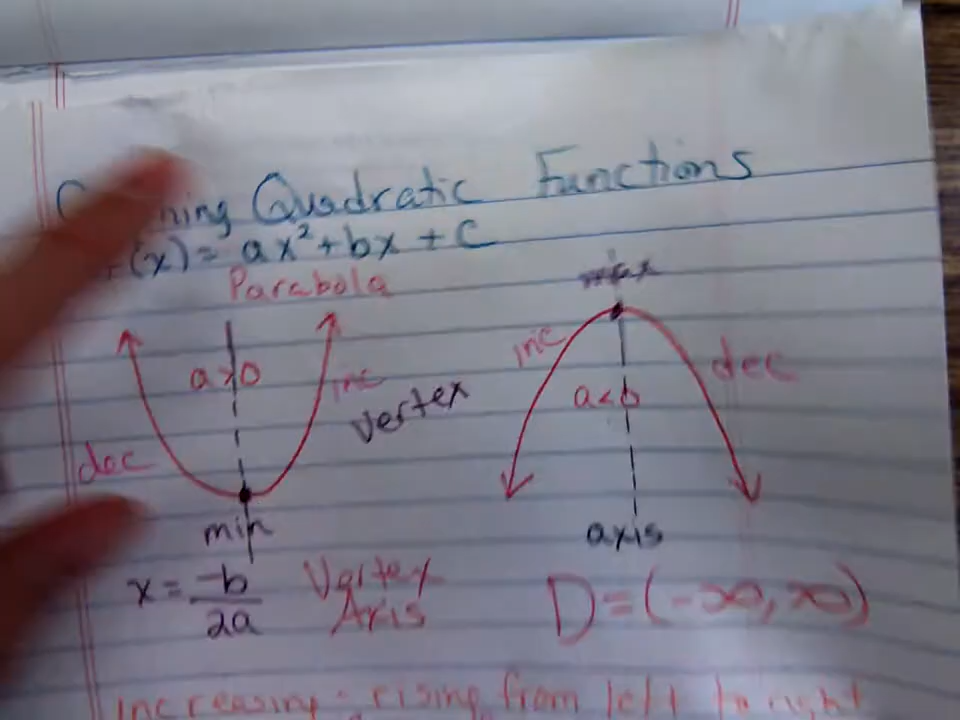 Quadratic Functions
(x) = ax² + bx + c
Parabola
max
a>0
inc
vertex
inc
a<0
dec
dec
min
axis
x = -b/2a
Vertex
Axis
D = (-∞, ∞)
increasing: rising from left to right